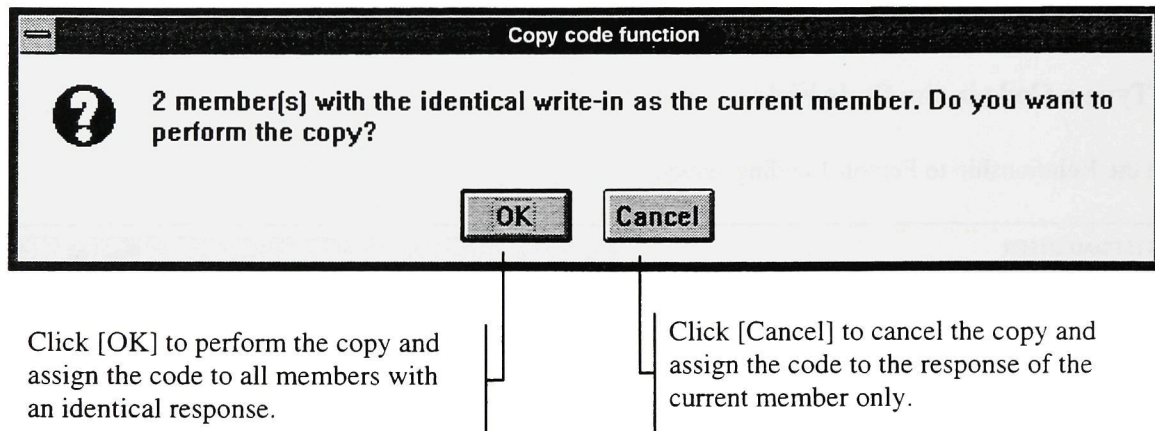 Copy code function
2 member(s) with the identical write-in as the current member. Do you want to
perform the copy?
OK
Cancel
Click [OK] to perform the copy and
assign the code to all members with
an identical response.
Click [Cancel] to cancel the copy and
assign the code to the response of the
current member only.